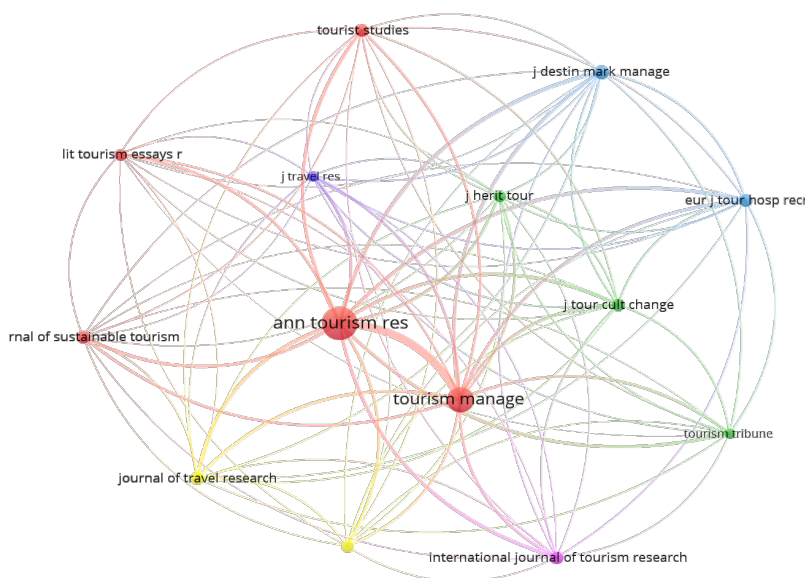 tourist studies
j destin mark manage
lit tourism essays r
j travel res
j herit tour
eur j tour hosp recr
j tour cult change
ann tourism res
rnal of sustainable tourism
tourism manage
tourism tribune
journal of travel research
international journal of tourism research